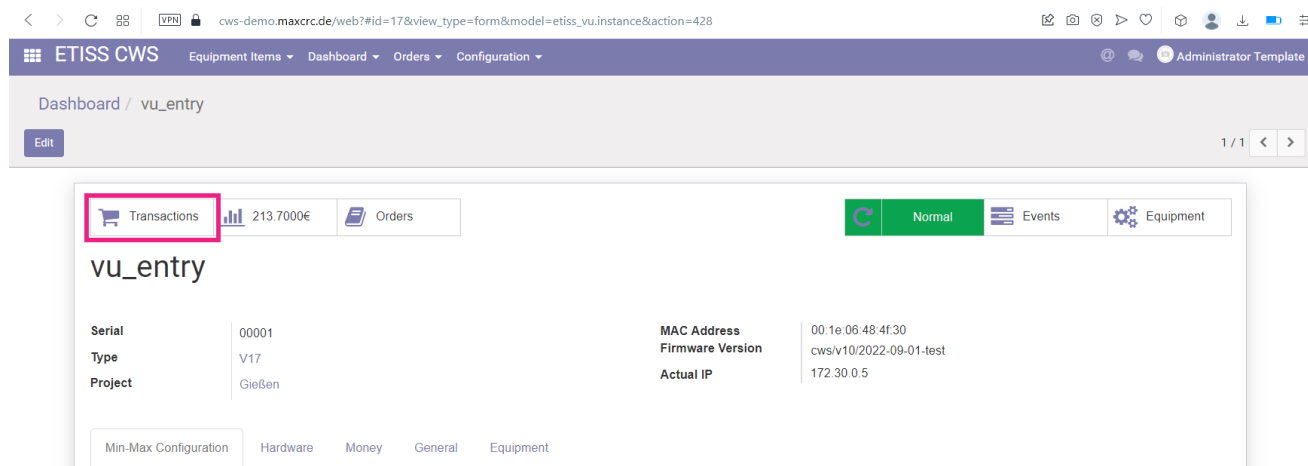 VPN cws-demo.maxcrc.de/web?#id=17&view_type=form&model=etiss_vu.instance&action=428
ETISS CWS Equipment Items Dashboard Orders Configuration @ Administrator Template
Dashboard / vu_entry
Edit 1 / 1
Transactions 213.7000€ Orders Normal Events Equipment
vu_entry
Serial 00001 MAC Address 00:1e:06:48:4f:30
Type V17 Firmware Version cws/v10/2022-09-01-test
Project Gießen Actual IP 172.30.0.5
Min-Max Configuration Hardware Money General Equipment